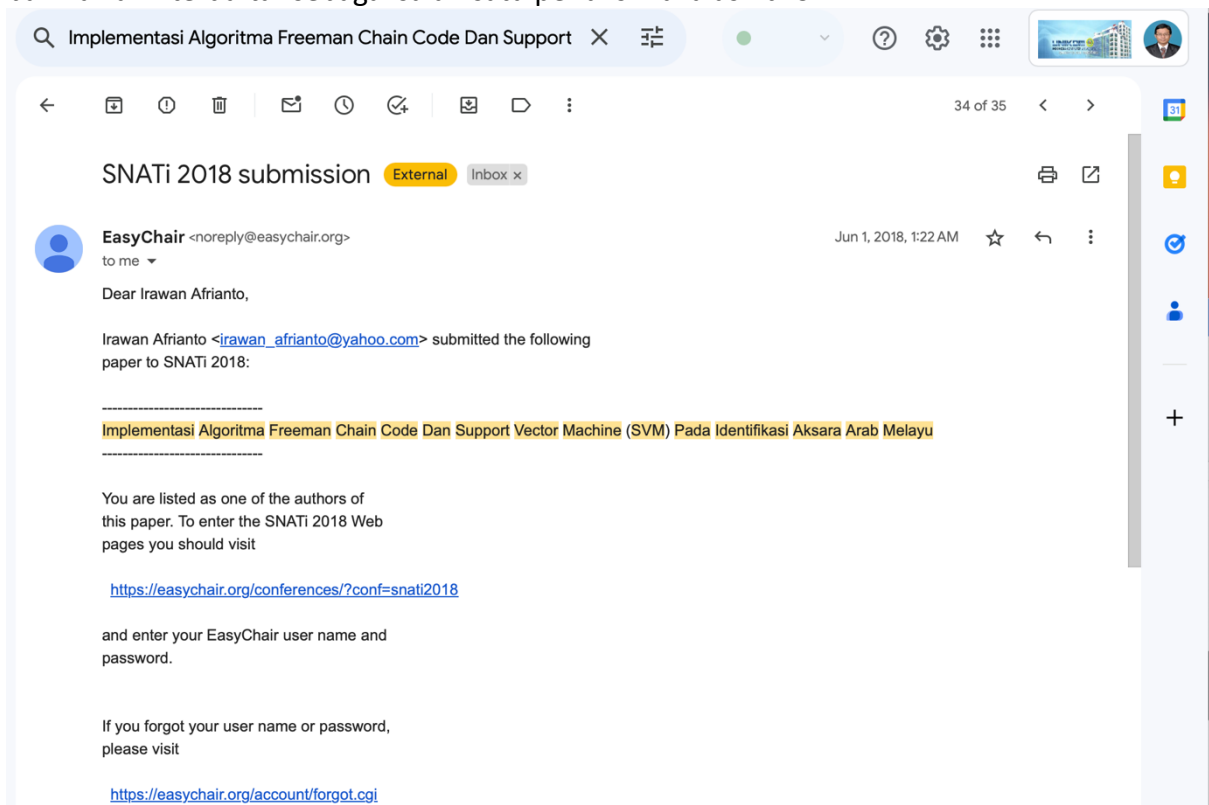 Implementasi Algoritma Freeman Chain Code Dan Support
34 of 35
31
SNATi 2018 submission External Inbox x
EasyChair <noreply@easychair.org> Jun 1, 2018, 1:22 AM
to me
Dear Irawan Afrianto,
Irawan Afrianto <irawan_afrianto@yahoo.com> submitted the following
paper to SNATi 2018:
-------------------------------
Implementasi Algoritma Freeman Chain Code Dan Support Vector Machine (SVM) Pada Identifikasi Aksara Arab Melayu
-------------------------------
You are listed as one of the authors of
this paper. To enter the SNATi 2018 Web
pages you should visit
https://easychair.org/conferences/?conf=snati2018
and enter your EasyChair user name and
password.
If you forgot your user name or password,
please visit
https://easychair.org/account/forgot.cgi